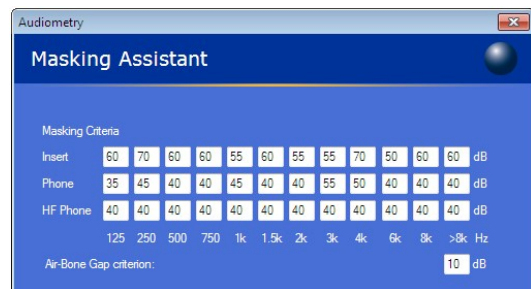 Audiometry
Masking Assistant
Masking Criteria
Insert 60 70 60 60 55 60 55 55 70 50 60 60 dB
Phone 35 45 40 40 45 40 40 55 50 40 40 40 dB
HF Phone 40 40 40 40 40 40 40 40 40 40 40 40 dB
125 250 500 750 1k 1.5k 2k 3k 4k 6k 8k >8k Hz
Air-Bone Gap criterion: 10 dB